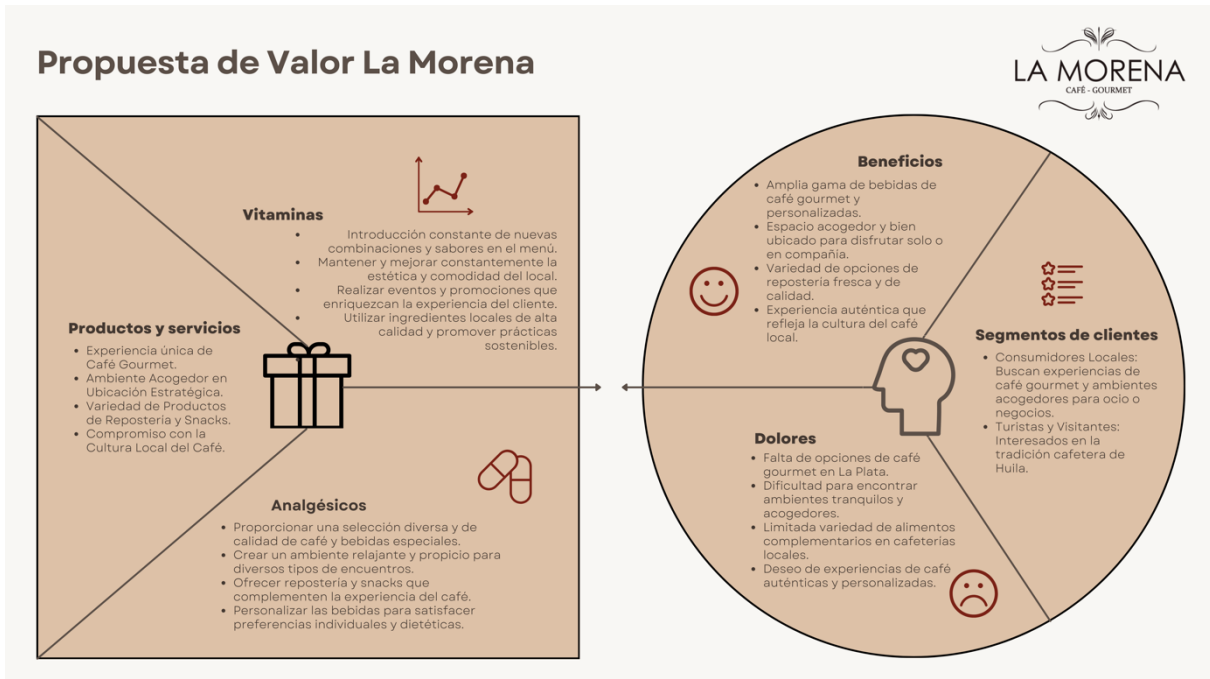 Propuesta de Valor La Morena
LA MORENA
CAFÉ - GOURMET
Vitaminas
• Introducción constante de nuevas
combinaciones y sabores en el menú.
• Mantener y mejorar constantemente la
estética y comodidad del local.
• Realizar eventos y promociones que
enriquezcan la experiencia del cliente.
• Utilizar ingredientes locales de alta
calidad y promover prácticas
sostenibles.
Productos y servicios
• Experiencia única de
Café Gourmet.
• Ambiente Acogedor en
Ubicación Estratégica.
• Variedad de Productos
de Repostería y Snacks.
• Compromiso con la
Cultura Local del Café.
Analgésicos
• Proporcionar una selección diversa y de
calidad de café y bebidas especiales.
• Crear un ambiente relajante y propicio para
diversos tipos de encuentros.
• Ofrecer repostería y snacks que
complementen la experiencia del café.
• Personalizar las bebidas para satisfacer
preferencias individuales y dietéticas.
Beneficios
• Amplia gama de bebidas de
café gourmet y
personalizadas.
• Espacio acogedor y bien
ubicado para disfrutar solo o
en compañía.
• Variedad de opciones de
repostería fresca y de
calidad.
• Experiencia auténtica que
refleja la cultura del café
local.
Segmentos de clientes
• Consumidores Locales:
Buscan experiencias de
café gourmet y ambientes
acogedores para ocio o
negocios.
• Turistas y Visitantes:
Interesados en la
tradición cafetera de
Huila.
Dolores
• Falta de opciones de café
gourmet en La Plata.
• Dificultad para encontrar
ambientes tranquilos y
acogedores.
• Limitada variedad de alimentos
complementarios en cafeterías
locales.
• Deseo de experiencias de café
auténticas y personalizadas.